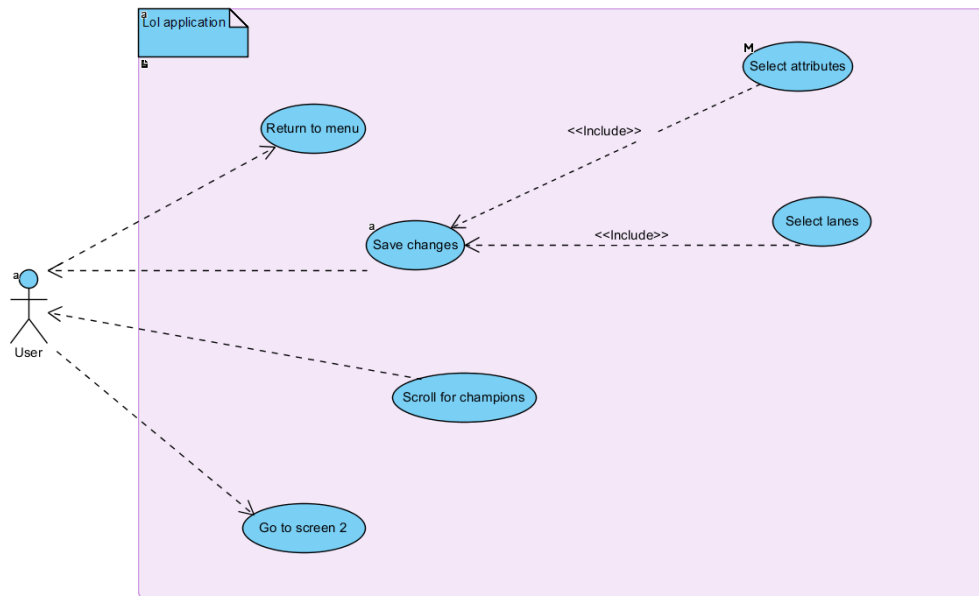 a
Lol application
M
Select attributes
Return to menu
<<Include>>
Select lanes
a
Save changes
<<Include>>
a
User
Scroll for champions
Go to screen 2